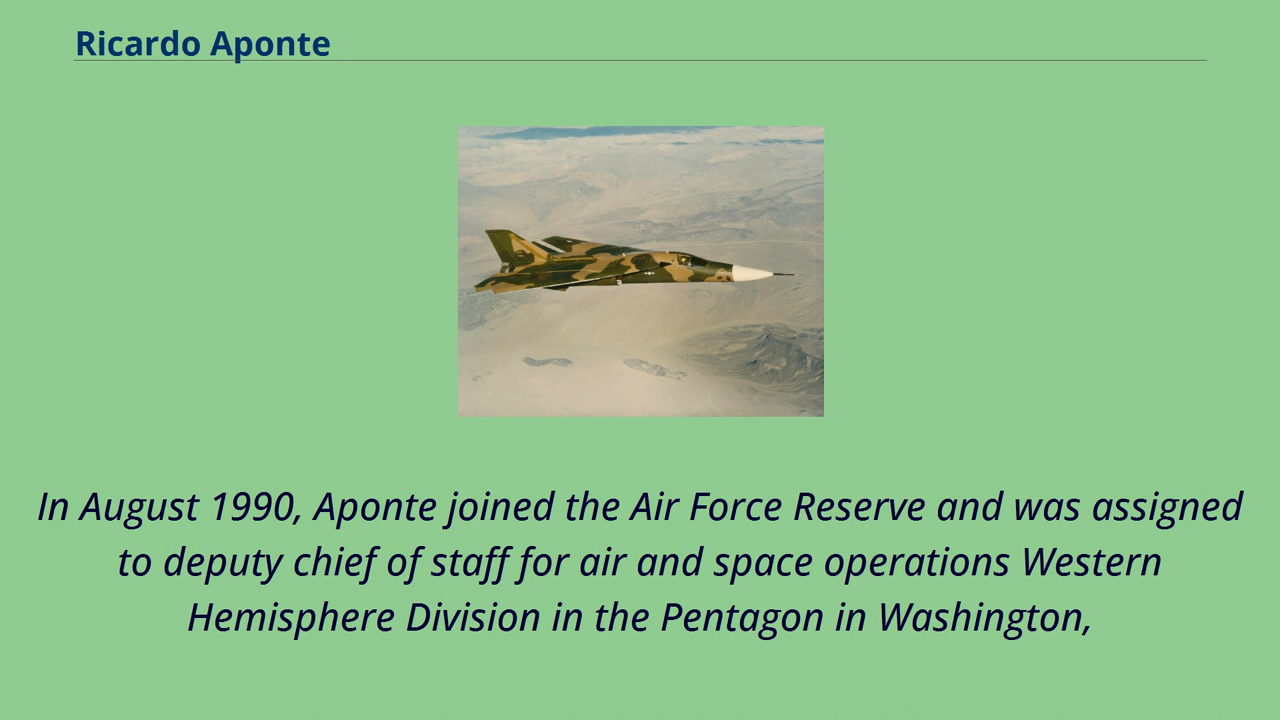 Ricardo Aponte
In August 1990, Aponte joined the Air Force Reserve and was assigned
to deputy chief of staff for air and space operations Western
Hemisphere Division in the Pentagon in Washington,